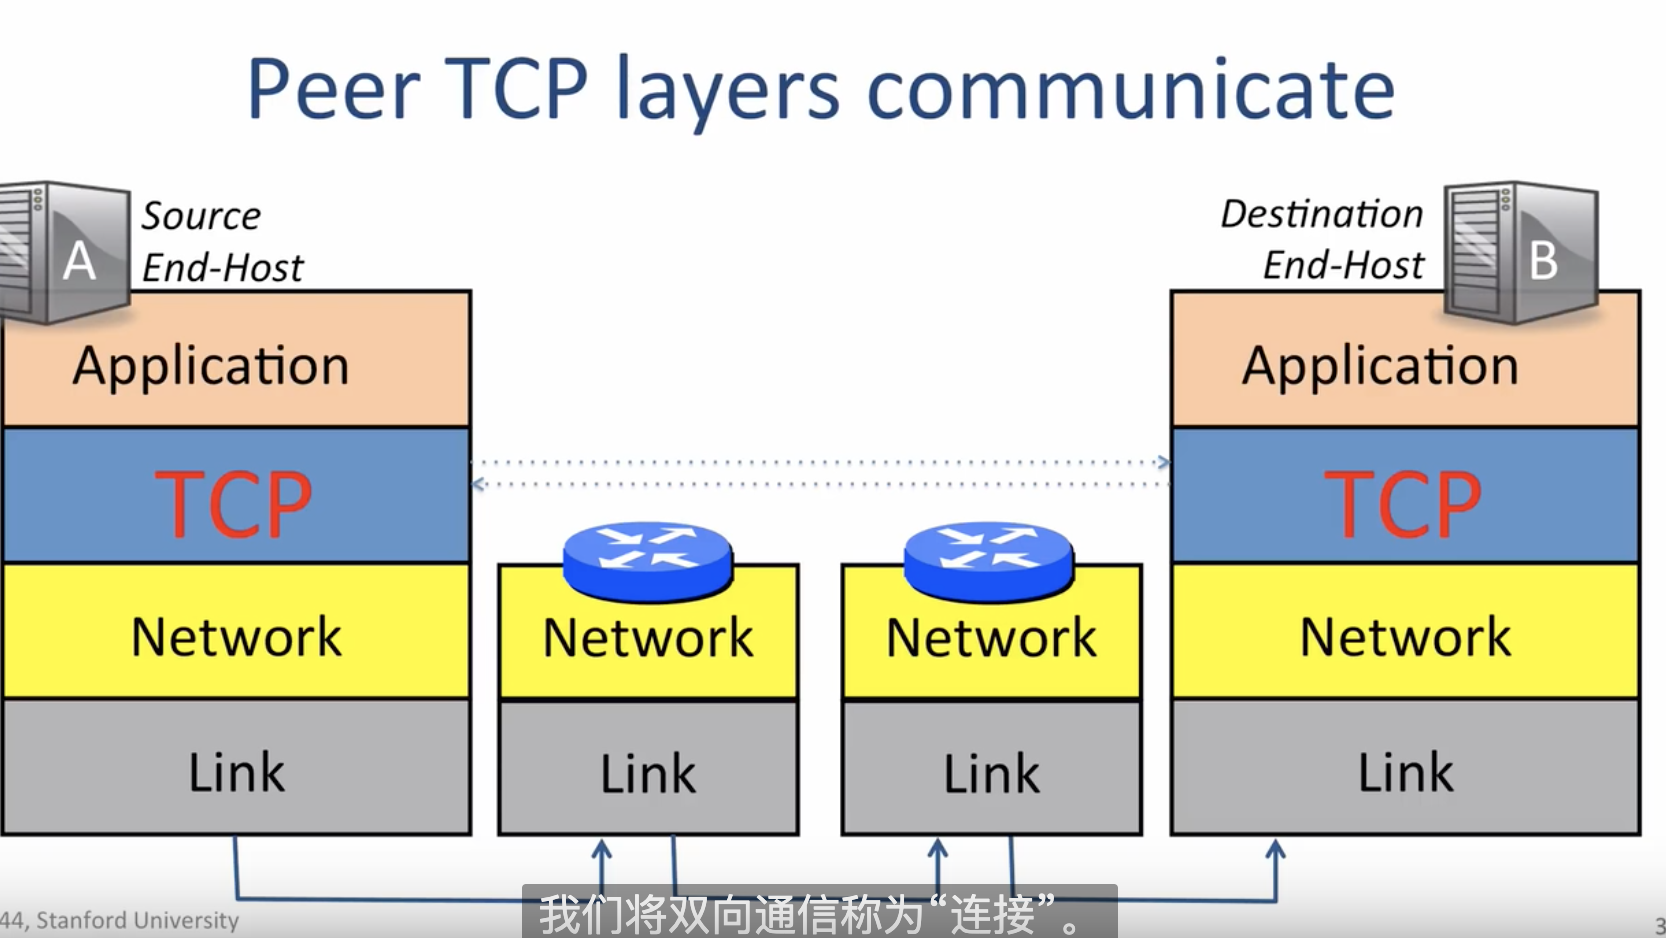 Peer TCP layers communicate
A
Source
End-Host
Destination
End-Host
B
Application
Application
TCP
TCP
Network
Network
Network
Network
Link
Link
Link
Link
44, Stanford University
我们将双向通信称为“连接”。
3